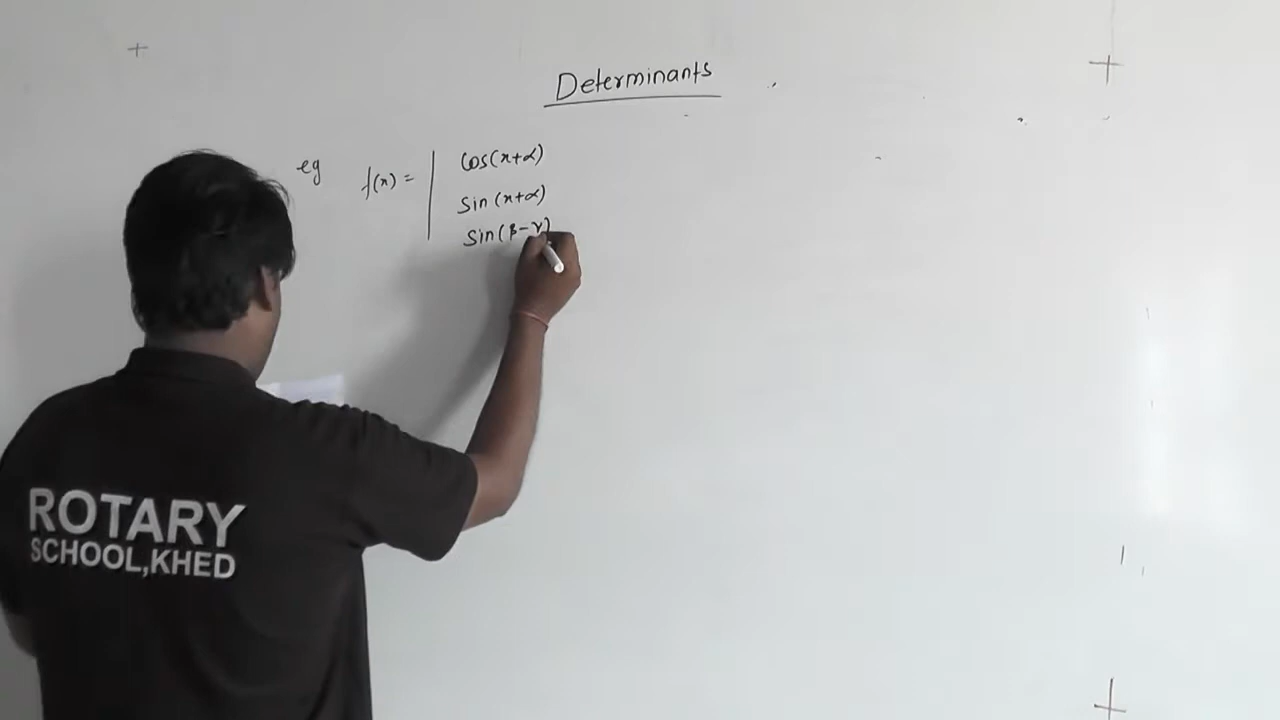 Determinants
eg f(x) = | cos(x+α)
sin(x+α)
sin(β-γ)
ROTARY
SCHOOL,KHED